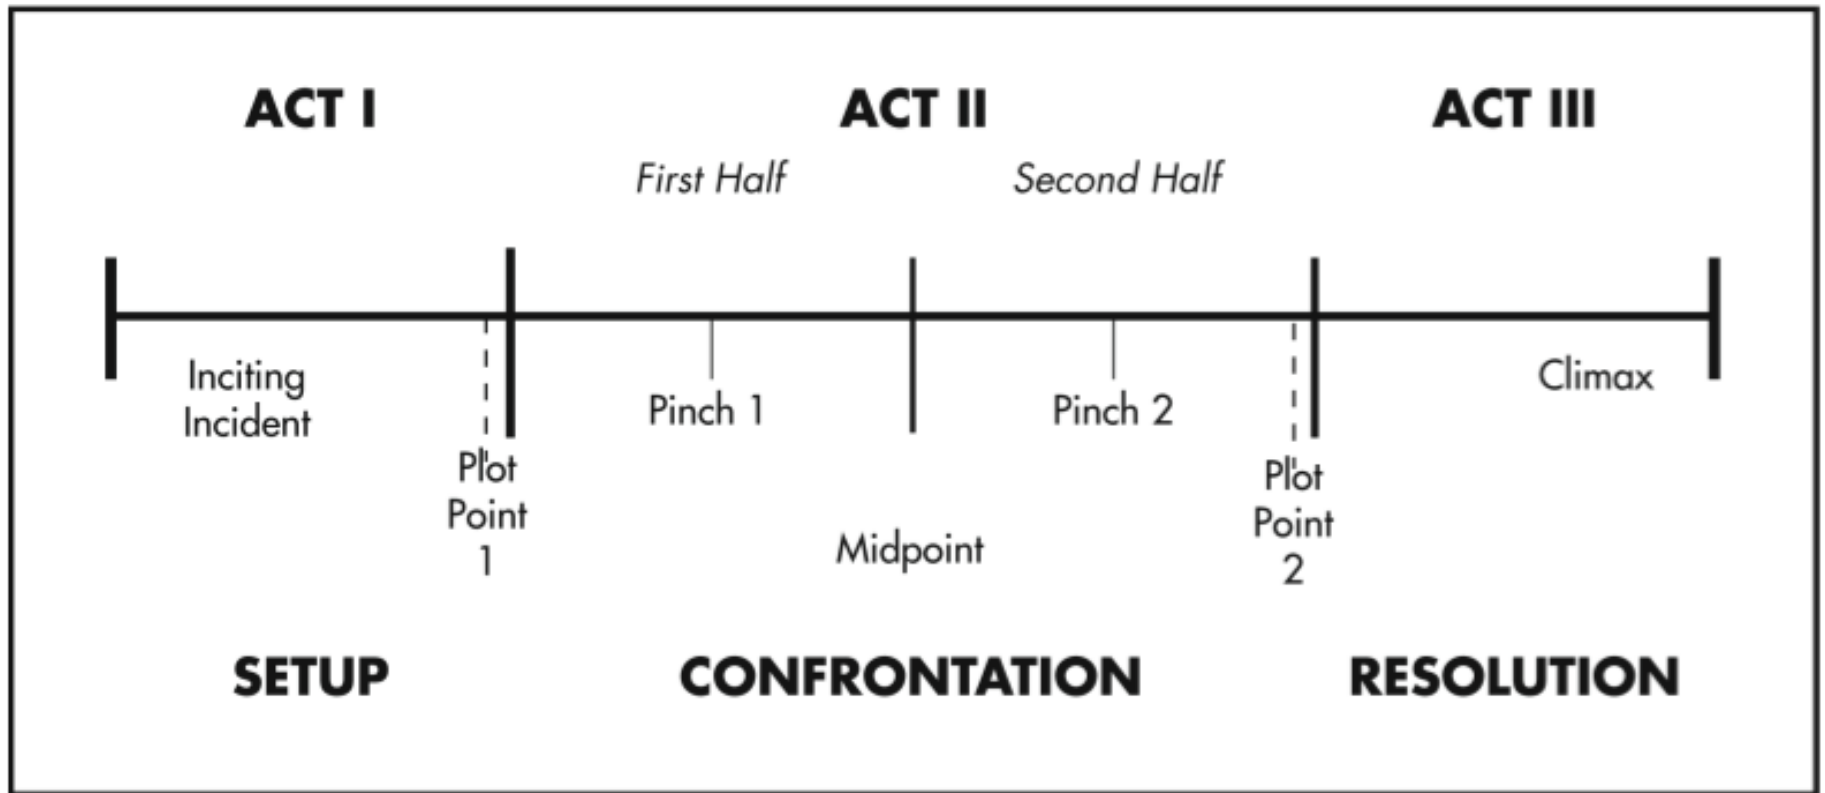 ACT I
ACT II
ACT III
First Half
Second Half
Inciting
Incident
Plot
Point
1
Pinch 1
Midpoint
Pinch 2
Plot
Point
2
Climax
SETUP
CONFRONTATION
RESOLUTION